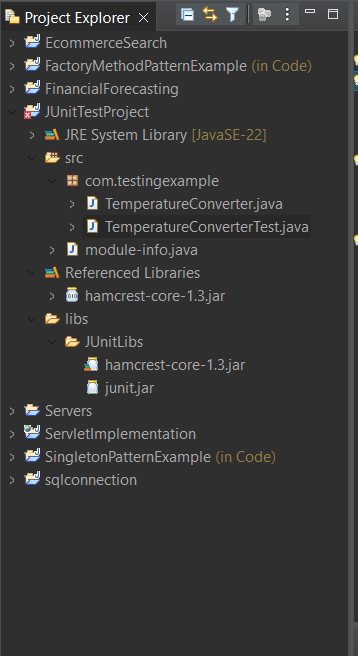 Project Explorer
EcommerceSearch
FactoryMethodPatternExample (in Code)
FinancialForecasting
JUnitTestProject
JRE System Library [JavaSE-22]
src
com.testingexample
TemperatureConverter.java
TemperatureConverterTest.java
module-info.java
Referenced Libraries
hamcrest-core-1.3.jar
libs
JUnitLibs
hamcrest-core-1.3.jar
junit.jar
Servers
ServletImplementation
SingletonPatternExample (in Code)
sqlconnection